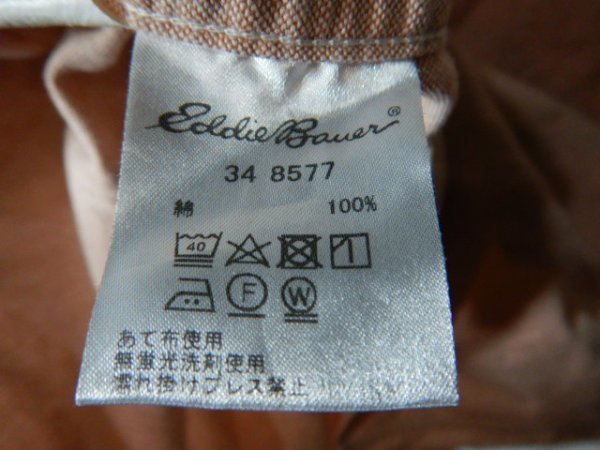 Eddie Bauer®
34 8577
綿 100%
40
F W
あて布使用
無蛍光洗剤使用
濡れ掛けプレス禁止